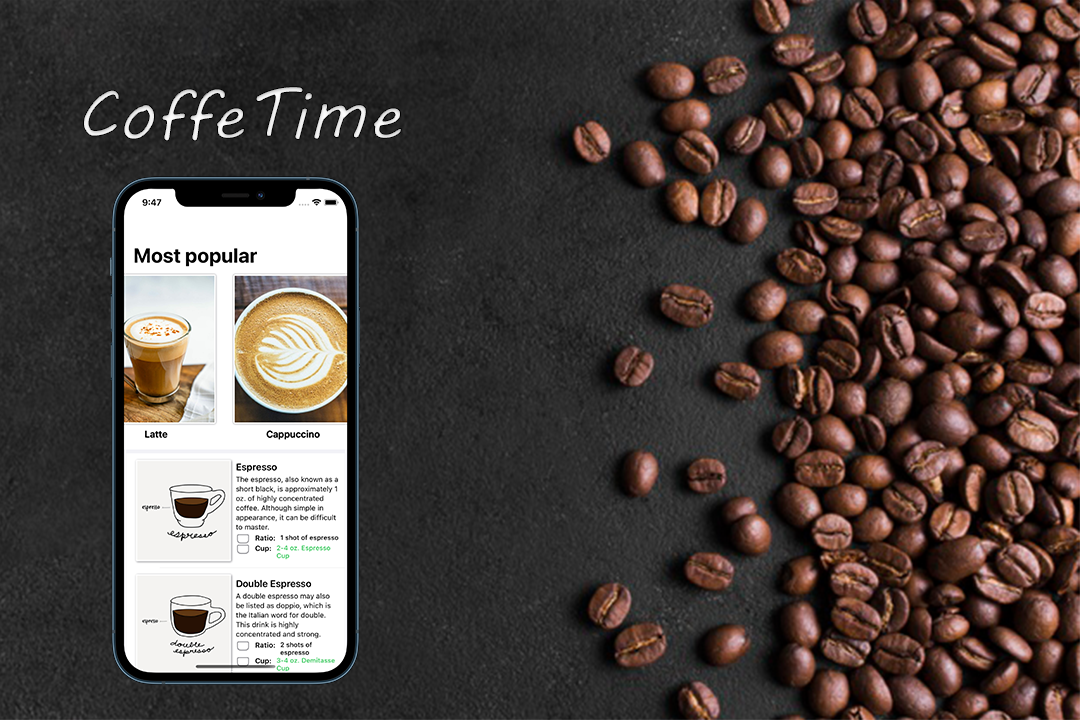 CoffeTime
9:47
Most popular
Latte
Cappuccino
Espresso
The espresso, also known as a
short black, is approximately 1
oz. of highly concentrated
coffee. Although simple in
appearance, it can be difficult
to master.
Ratio: 1 shot of espresso
Cup: 2-4 oz. Espresso
Cup
espresso
espresso
Double Espresso
A double espresso may also
be listed as doppio, which is
the Italian word for double.
This drink is highly
concentrated and strong.
Ratio: 2 shots of
espresso
Cup: 3-4 oz. Demitasse
Cup
espresso
double
espresso